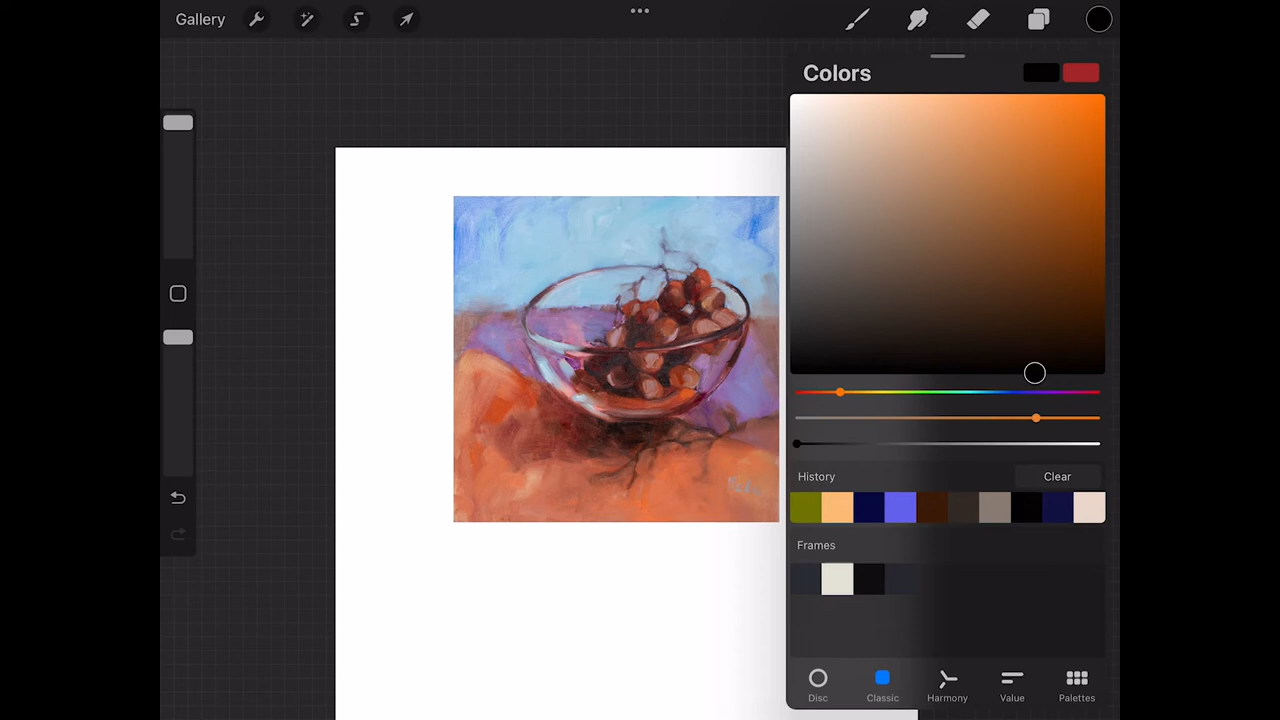 Gallery
Colors
History
Clear
Frames
Disc
Classic
Harmony
Value
Palettes